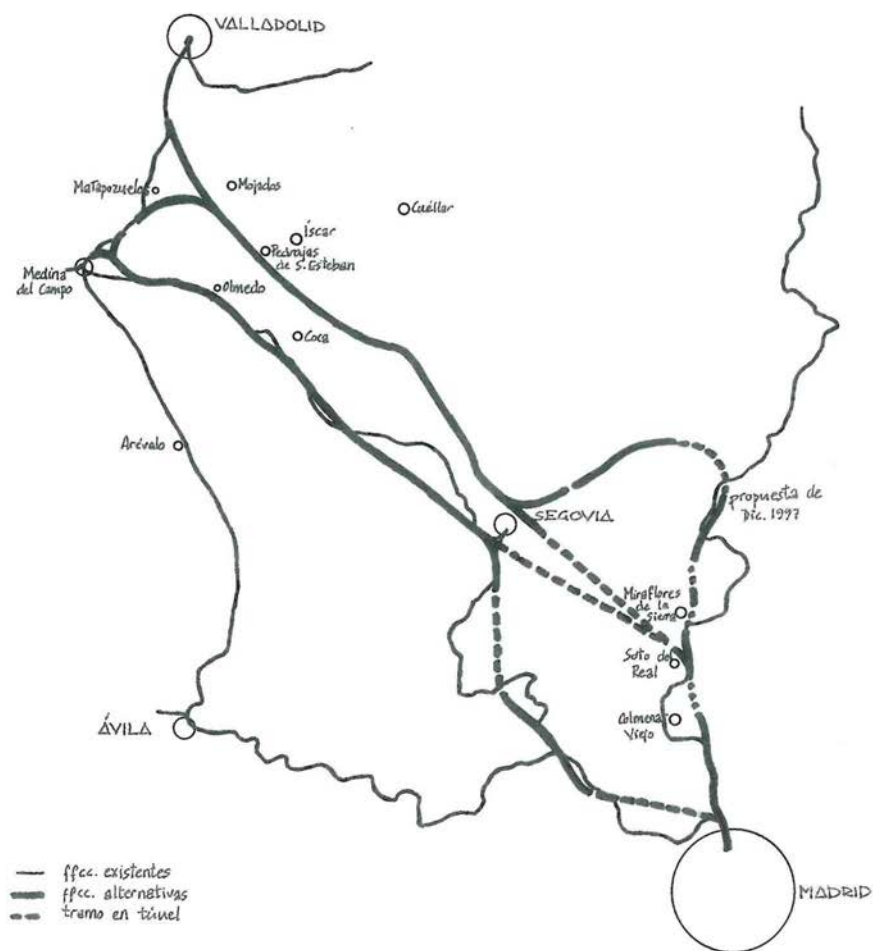 VALLADOLID
Matapozuelos
Mojados
Cuéllar
Íscar
Pedrajas
de S. Esteban
Medina
del Campo
Olmedo
Coca
Arévalo
SEGOVIA
propuesta de
Dic. 1997
Miraflores
de la
Sierra
Soto del
Real
Colmenar
Viejo
ÁVILA
MADRID
ffcc. existentes
ffcc. alternativas
tramo en túnel